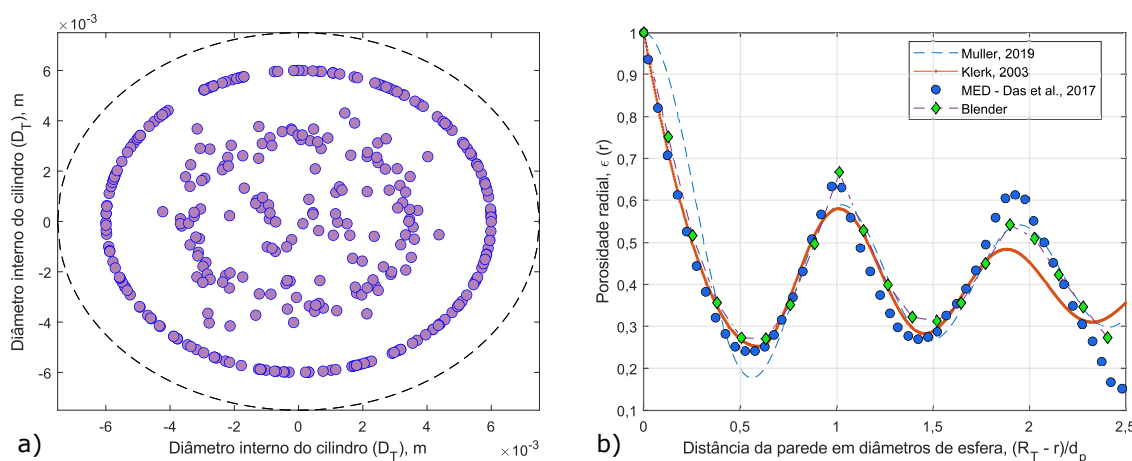 ×10⁻³
6
4
2
0
-2
-4
-6
Diâmetro interno do cilindro (D_T), m
-6 -4 -2 0 2 4 6
Diâmetro interno do cilindro (D_T), m
×10⁻³
a)
1
0,9
0,8
0,7
0,6
0,5
0,4
0,3
0,2
0,1
Porosidade radial, ϵ (r)
Muller, 2019
Klerk, 2003
MED - Das et al., 2017
Blender
0 0,5 1 1,5 2 2,5
Distância da parede em diâmetros de esfera, (R_T - r)/d_p
b)